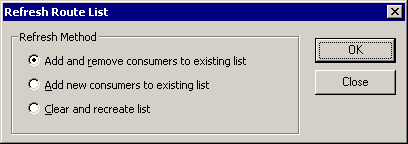 Refresh Route List
Refresh Method
Add and remove consumers to existing list
Add new consumers to existing list
Clear and recreate list
OK
Close